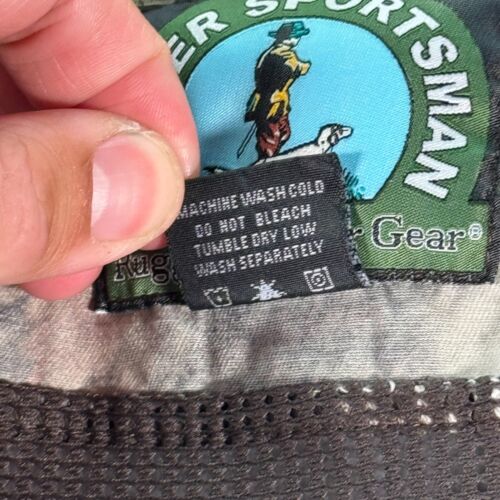 ER SPORTSMAN
MACHINE WASH COLD
DO NOT BLEACH
TUMBLE DRY LOW
WASH SEPARATELY
Gear®